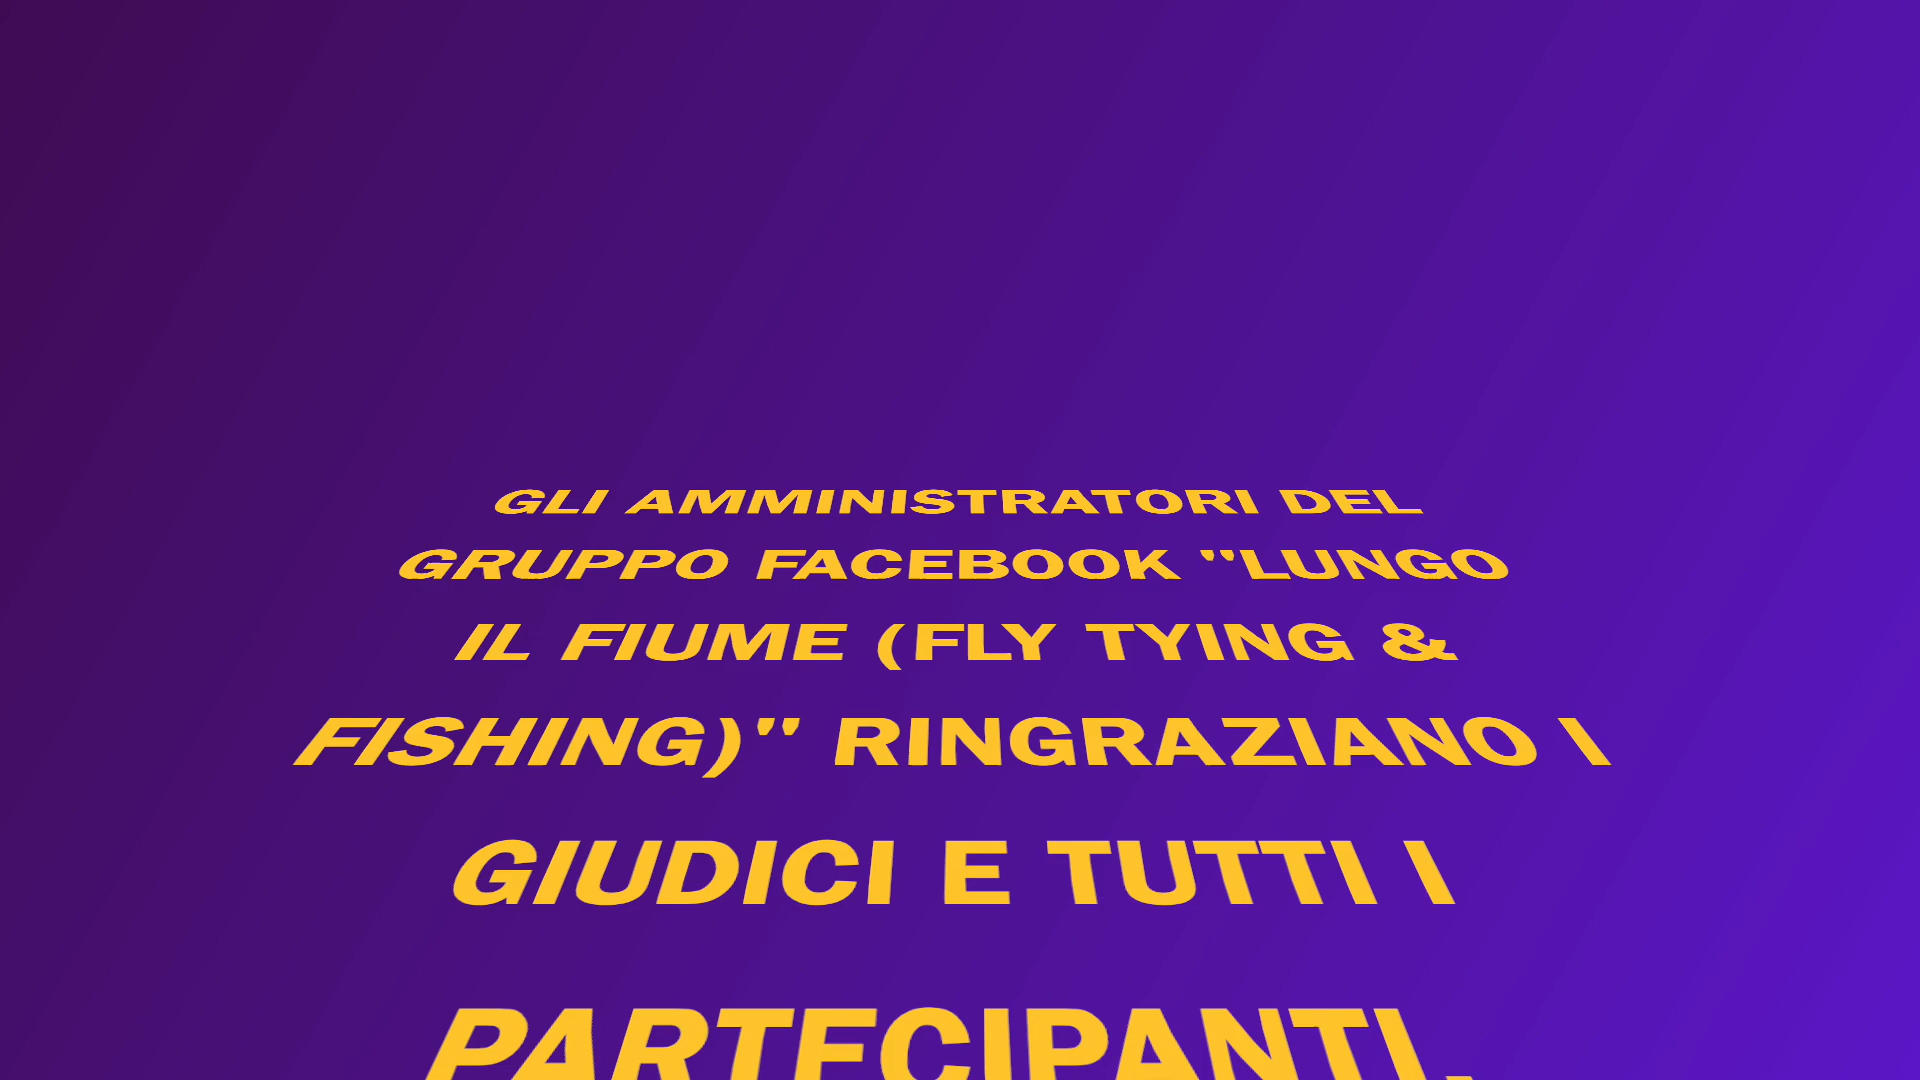 GLI AMMINISTRATORI DEL
GRUPPO FACEBOOK "LUNGO
IL FIUME (FLY TYING &
FISHING)" RINGRAZIANO I
GIUDICI E TUTTI I
PARTECIPANTI.